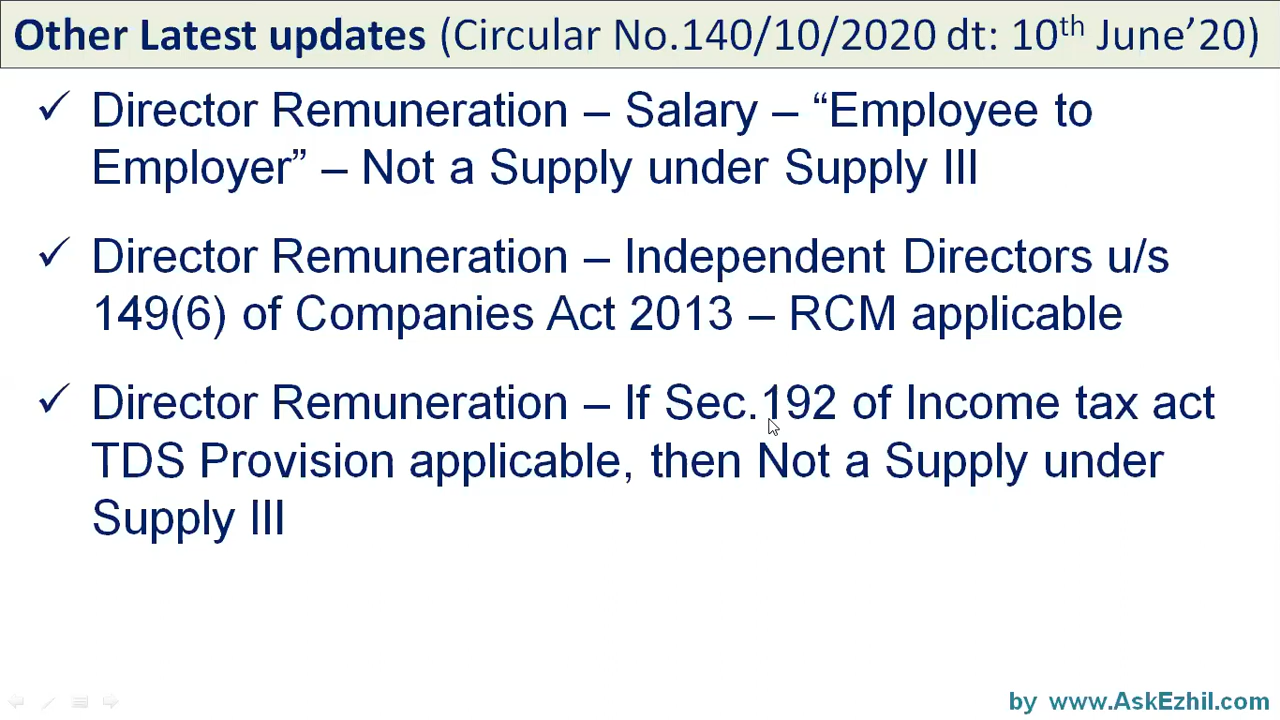 Other Latest updates (Circular No.140/10/2020 dt: 10th June’20)
✓ Director Remuneration – Salary – “Employee to
Employer” – Not a Supply under Supply III
✓ Director Remuneration – Independent Directors u/s
149(6) of Companies Act 2013 – RCM applicable
✓ Director Remuneration – If Sec.192 of Income tax act
TDS Provision applicable, then Not a Supply under
Supply III
by www.AskEzhil.com